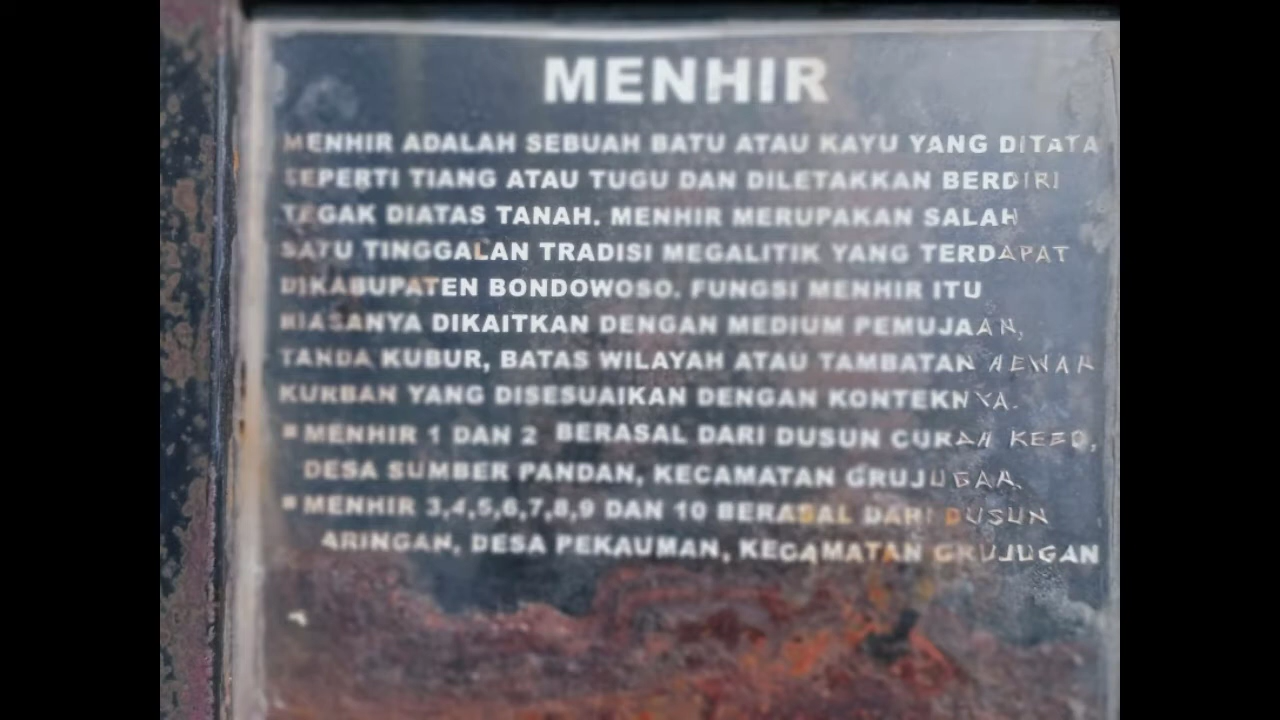 MENHIR
MENHIR ADALAH SEBUAH BATU ATAU KAYU YANG DITATA
SEPERTI TIANG ATAU TUGU DAN DILETAKKAN BERDIRI
TEGAK DIATAS TANAH. MENHIR MERUPAKAN SALAH
SATU TINGGALAN TRADISI MEGALITIK YANG TERDAPAT
DIKABUPATEN BONDOWOSO. FUNGSI MENHIR ITU
BIASANYA DIKAITKAN DENGAN MEDIUM PEMUJAAN,
TANDA KUBUR, BATAS WILAYAH ATAU TAMBATAN HEWAN
KURBAN YANG DISESUAIKAN DENGAN KONTEKNYA.
▪ MENHIR 1 DAN 2 BERASAL DARI DUSUN CURAH
DESA SUMBER PANDAN, KECAMATAN GRUJUGAN.
▪ MENHIR 3,4,5,6,7,8,9 DAN 10 BERASAL DARI DUSUN
ARINGAN, DESA PEKAUMAN, KECAMATAN GRUJUGAN